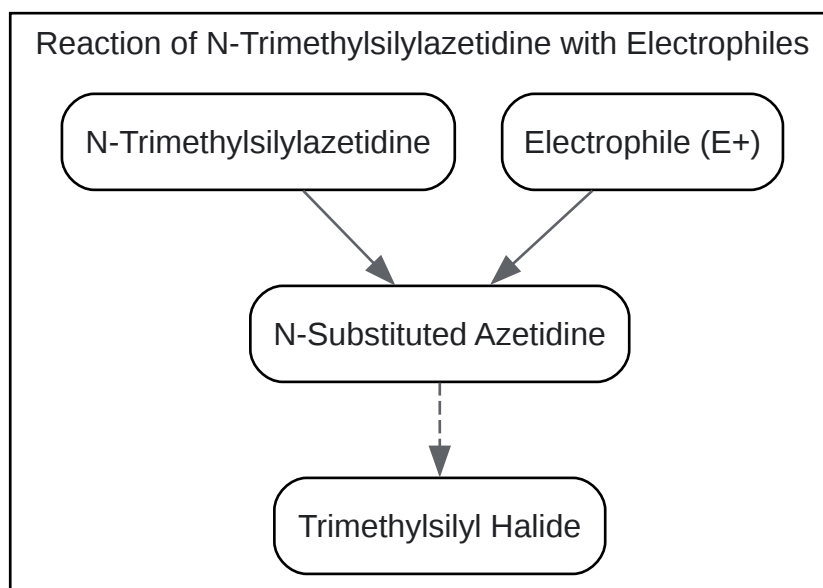 Reaction of N-Trimethylsilylazetidine with Electrophiles
N-Trimethylsilylazetidine
Electrophile (E+)
N-Substituted Azetidine
Trimethylsilyl Halide